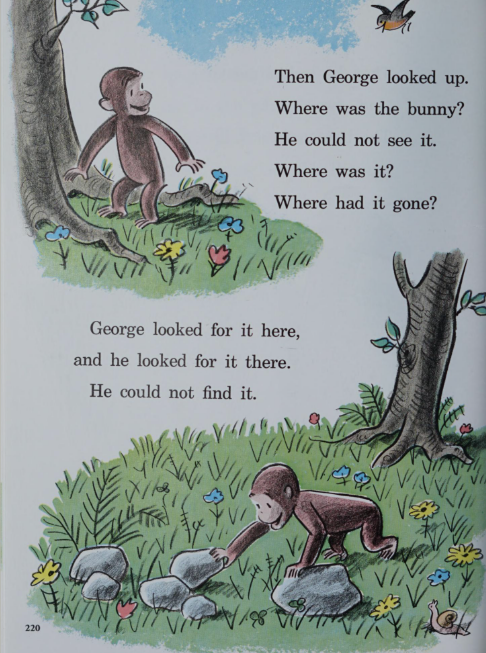 Then George looked up.
Where was the bunny?
He could not see it.
Where was it?
Where had it gone?
George looked for it here,
and he looked for it there.
He could not find it.
220